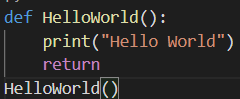 def HelloWorld():
    print("Hello World")
    return
HelloWorld()